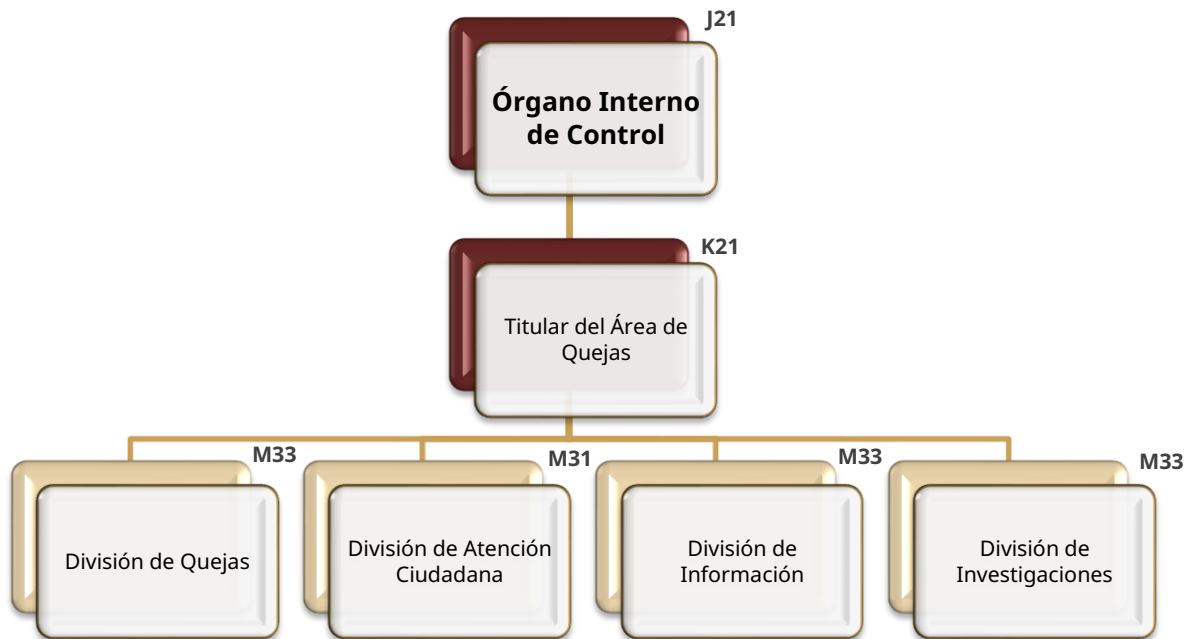 J21
Órgano Interno
de Control
K21
Titular del Área de
Quejas
M33
División de Quejas
M31
División de Atención
Ciudadana
M33
División de
Información
M33
División de
Investigaciones